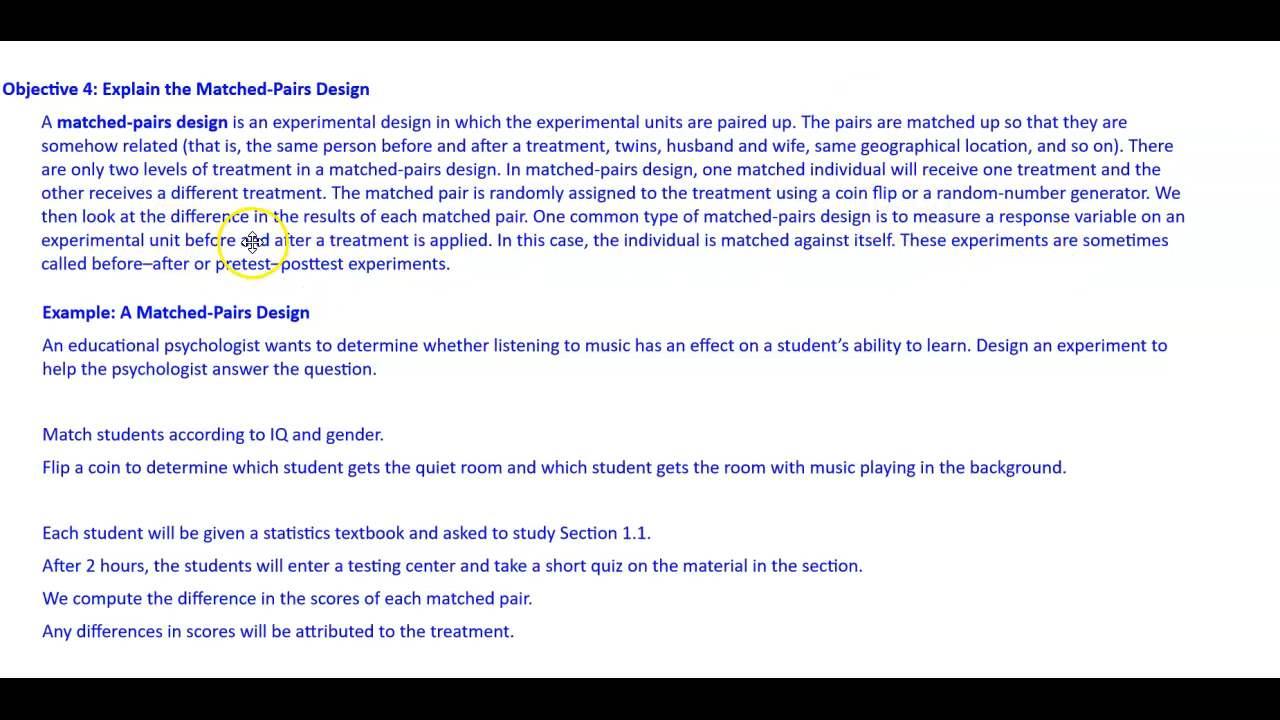 Objective 4: Explain the Matched-Pairs Design
A matched-pairs design is an experimental design in which the experimental units are paired up. The pairs are matched up so that they are
somehow related (that is, the same person before and after a treatment, twins, husband and wife, same geographical location, and so on). There
are only two levels of treatment in a matched-pairs design. In matched-pairs design, one matched individual will receive one treatment and the
other receives a different treatment. The matched pair is randomly assigned to the treatment using a coin flip or a random-number generator. We
then look at the difference in the results of each matched pair. One common type of matched-pairs design is to measure a response variable on an
experimental unit before and after a treatment is applied. In this case, the individual is matched against itself. These experiments are sometimes
called before–after or pretest–posttest experiments.
Example: A Matched-Pairs Design
An educational psychologist wants to determine whether listening to music has an effect on a student’s ability to learn. Design an experiment to
help the psychologist answer the question.
Match students according to IQ and gender.
Flip a coin to determine which student gets the quiet room and which student gets the room with music playing in the background.
Each student will be given a statistics textbook and asked to study Section 1.1.
After 2 hours, the students will enter a testing center and take a short quiz on the material in the section.
We compute the difference in the scores of each matched pair.
Any differences in scores will be attributed to the treatment.